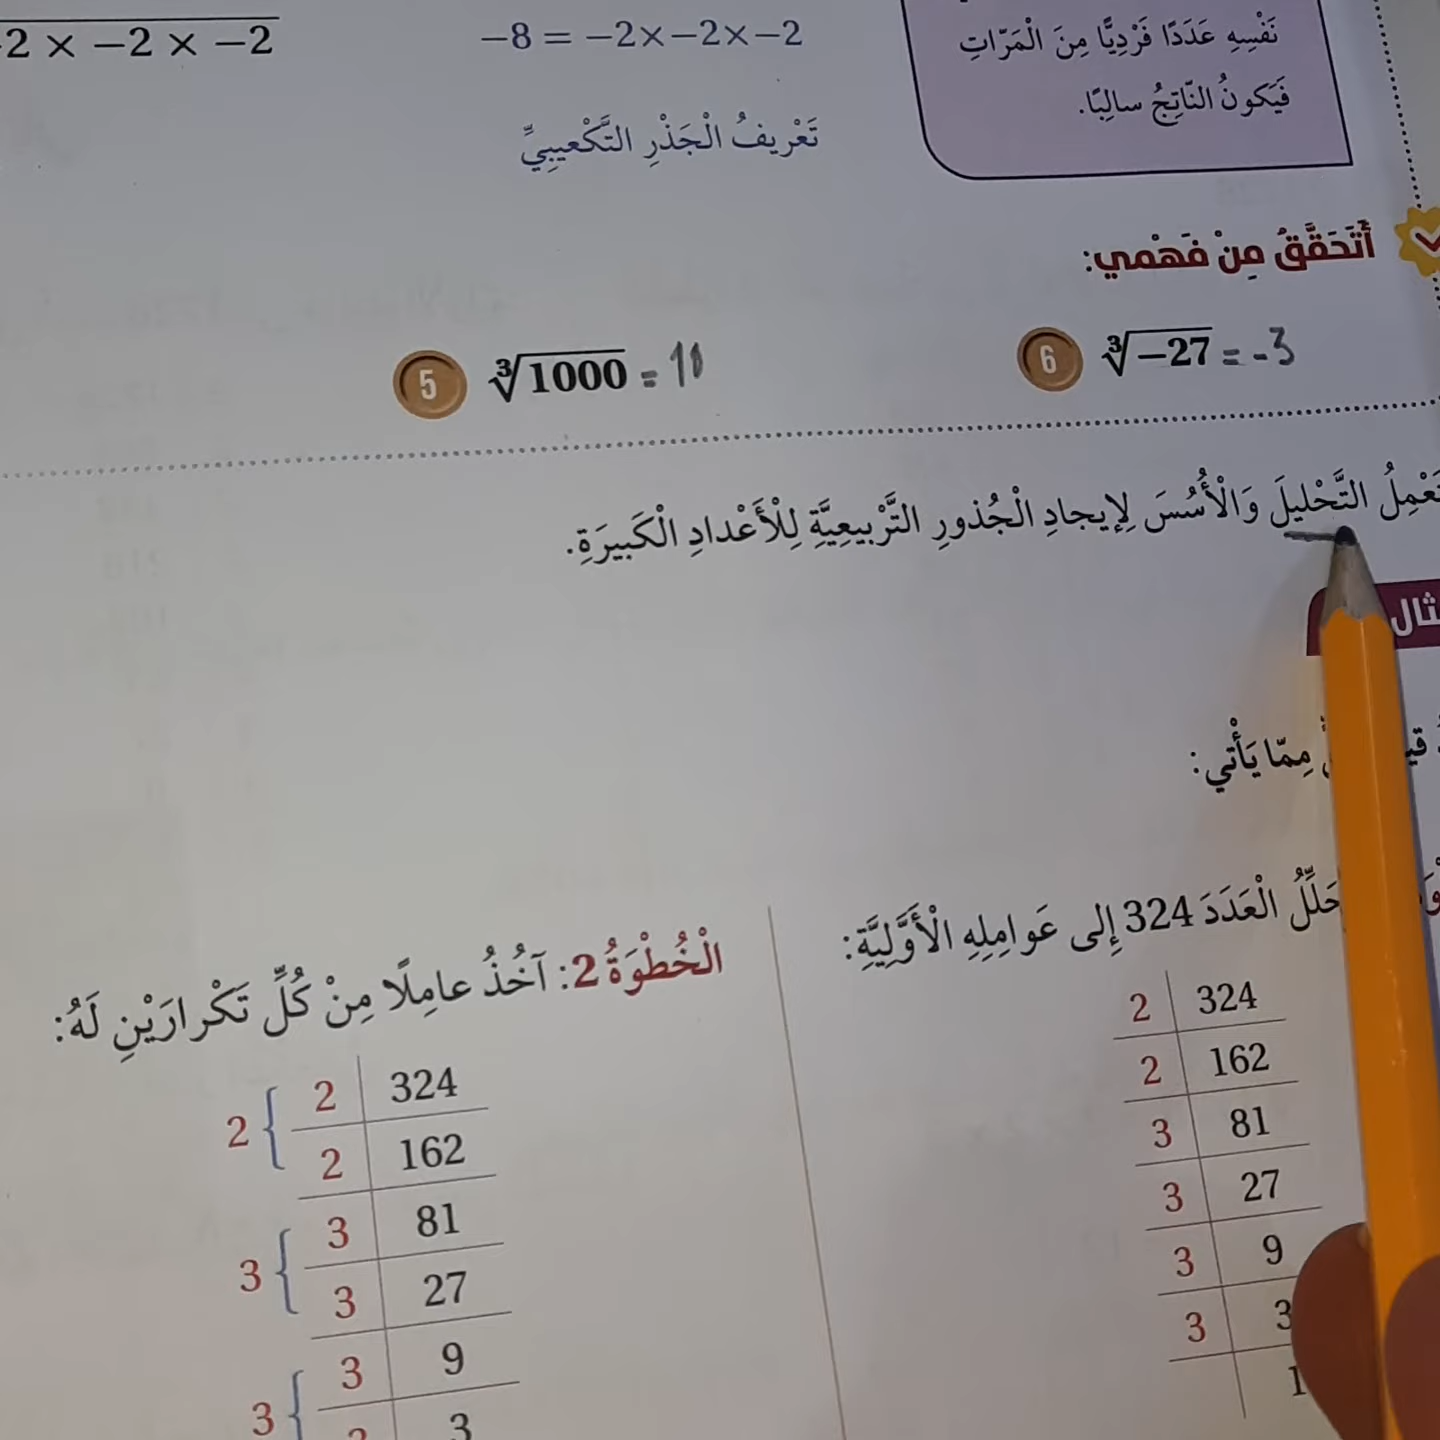 نَفْسِهِ عَدَدًا فَرْدِيًّا مِنَ الْمَرّاتِ
فَيَكونُ النّاتِجُ سالِبًا.
-8 = -2×-2×-2
2 × -2 × -2
تَعْريفُ الْجَذْرِ التَّكْعيبِيِّ
أَتَحَقَّقُ مِنْ فَهْمي:
5 ∛1000 = 10
6 ∛-27 = -3
التَّحْليلَ وَالْأُسُسَ لِإيجادِ الْجُذورِ التَّرْبيعِيَّةِ لِلْأَعْدادِ الْكَبيرَةِ.
مِمّا يَأْتي:
الْعَدَدَ 324 إِلى عَوامِلِهِ الْأَوَّلِيَّةِ:
2 | 324
2 | 162
3 | 81
3 | 27
3 | 9
3 | 3
1
الْخُطْوَةُ 2: آخُذُ عامِلًا مِنْ كُلِّ تَكْرارَيْنِ لَهُ:
2 { 2 | 324
2 | 162
3 { 3 | 81
3 | 27
3 { 3 | 9
3